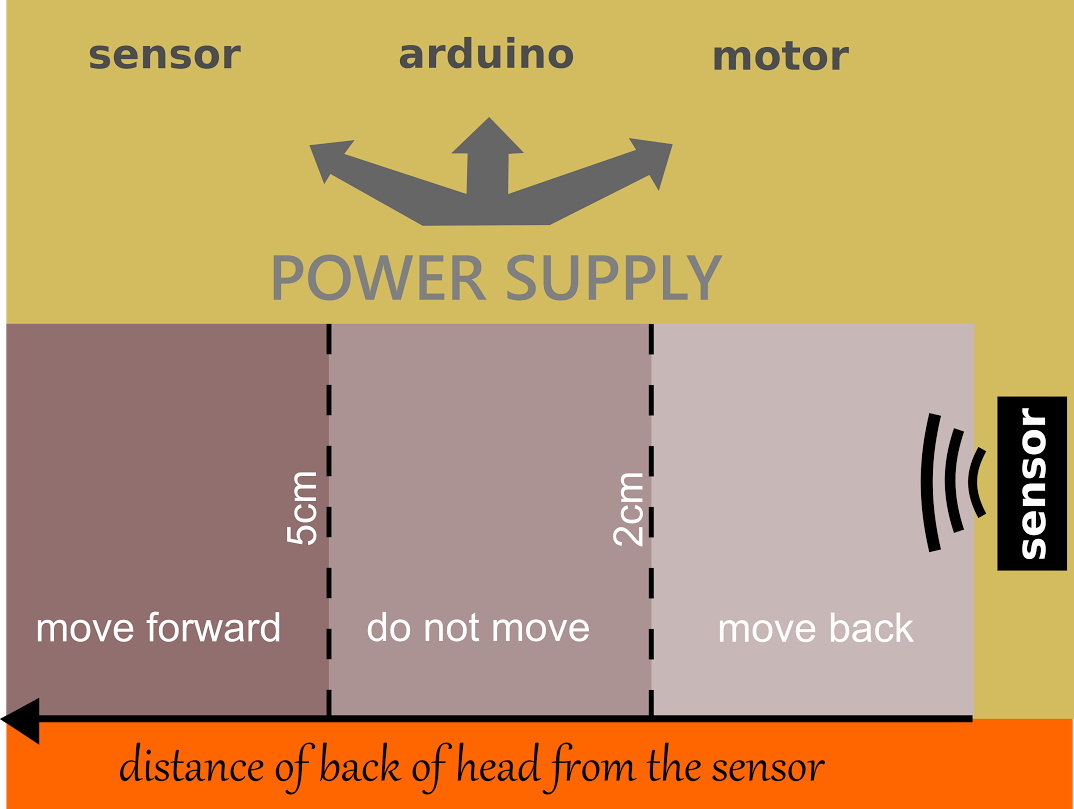 sensor arduino motor
POWER SUPPLY
5cm 2cm sensor
move forward do not move move back
distance of back of head from the sensor